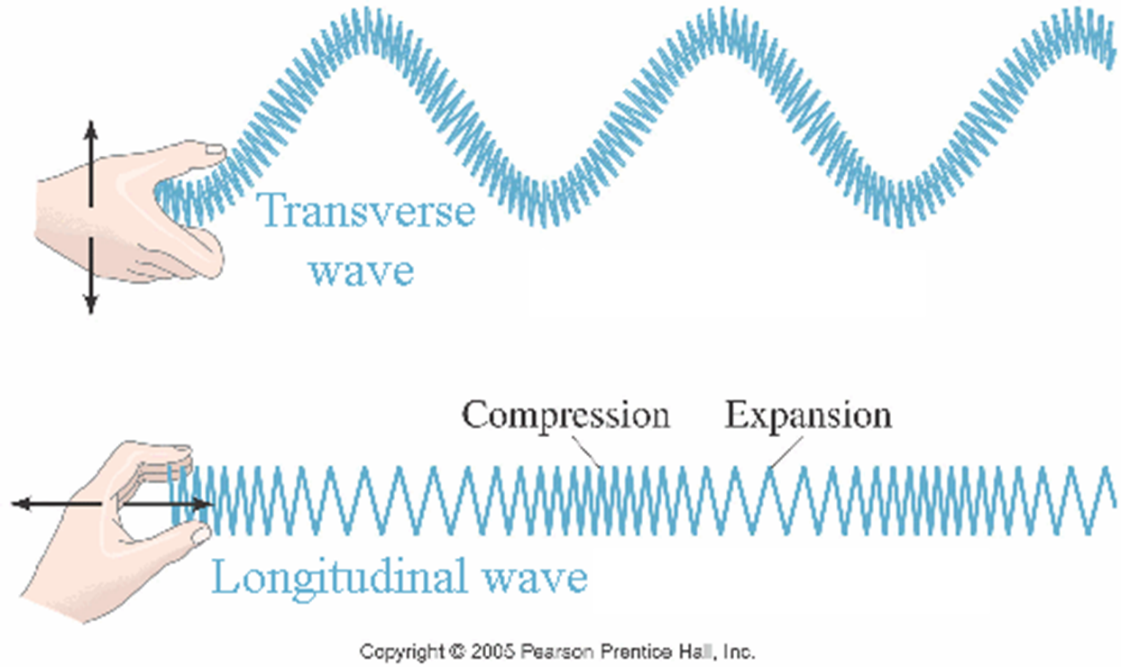 Transverse
wave
Compression
Expansion
Longitudinal wave
Copyright © 2005 Pearson Prentice Hall, Inc.